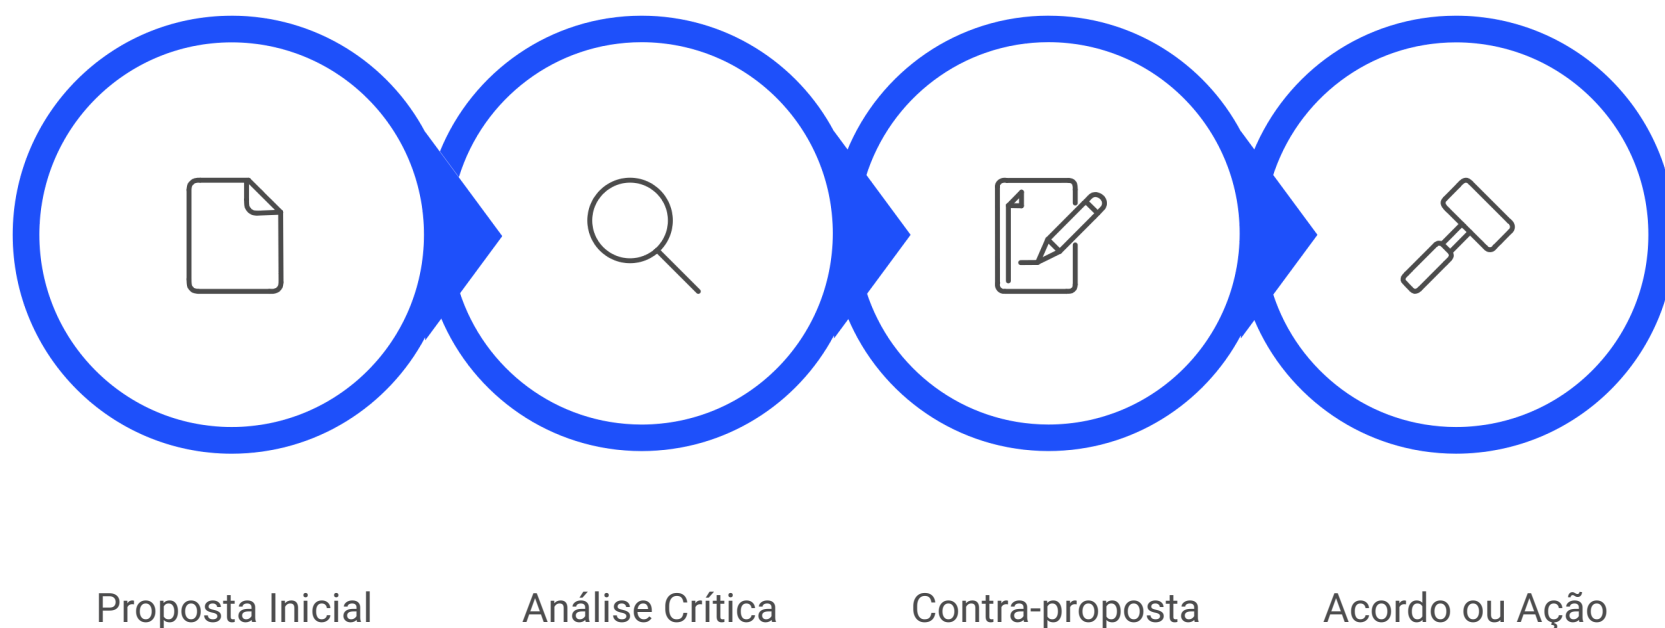 Proposta Inicial
Análise Crítica
Contra-proposta
Acordo ou Ação